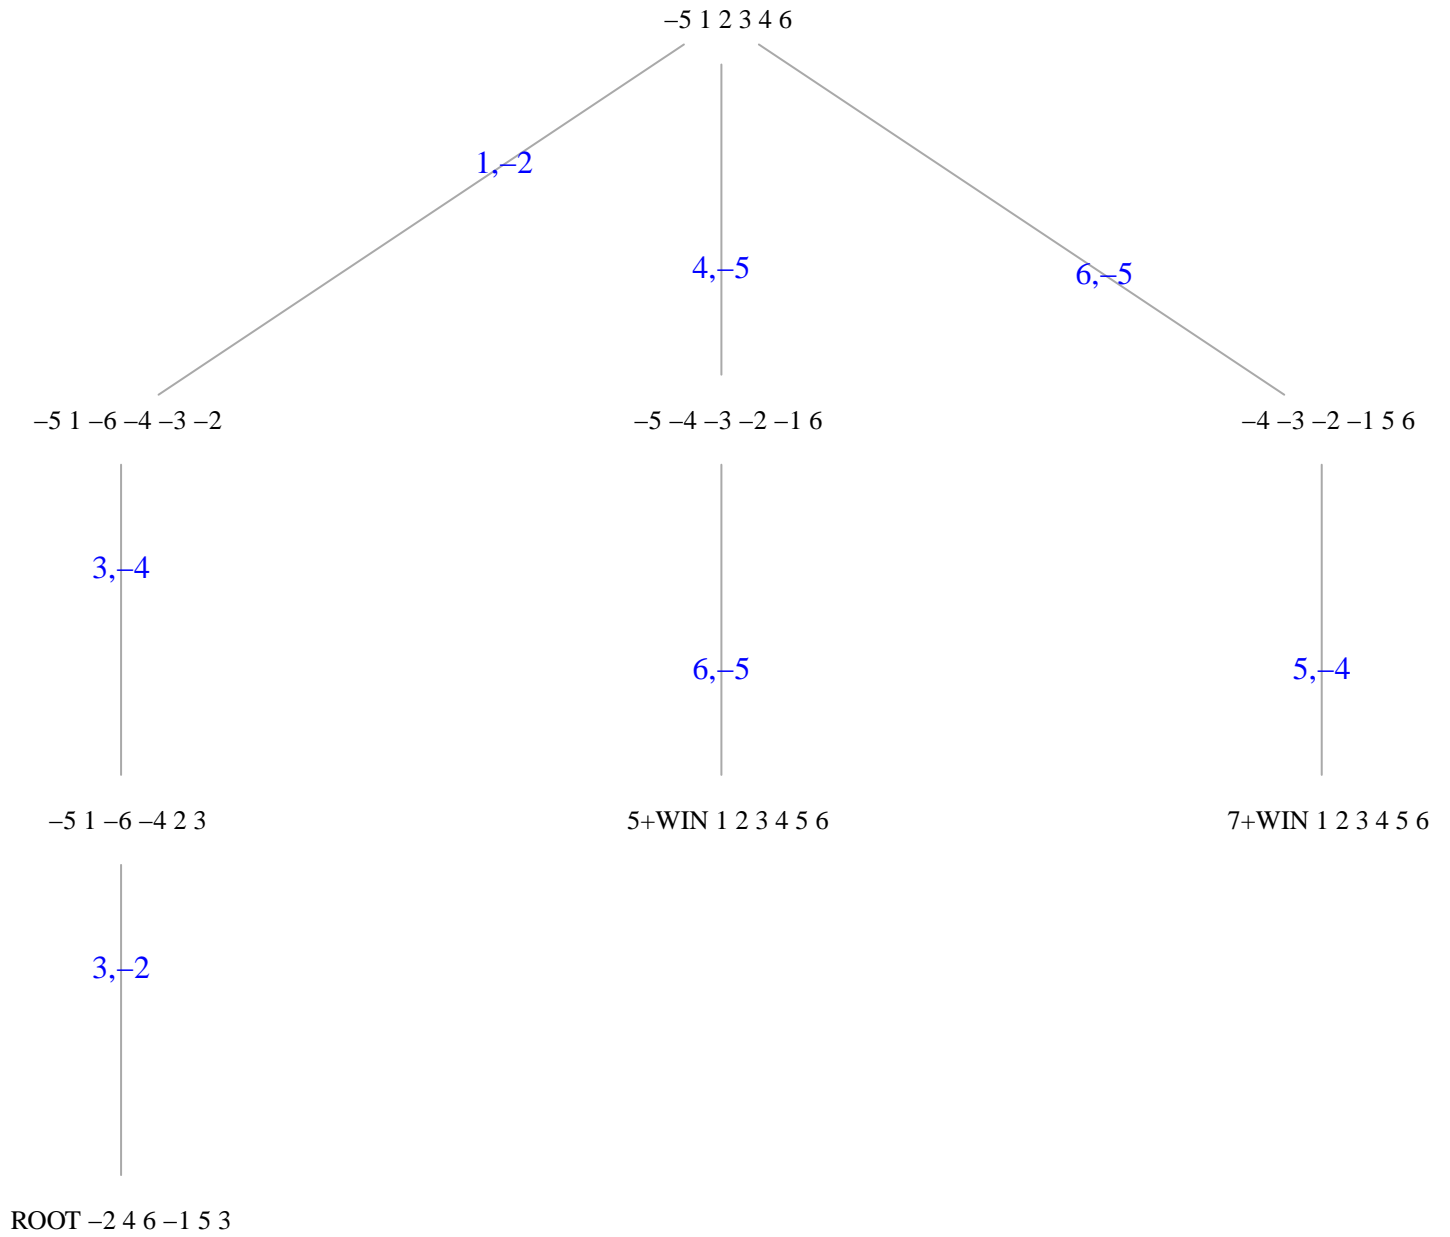 –5 1 2 3 4 6
1,–2
4,–5
6,–5
–5 1 –6 –4 –3 –2
–5 –4 –3 –2 –1 6
–4 –3 –2 –1 5 6
3,–4
6,–5
5,–4
–5 1 –6 –4 2 3
5+WIN 1 2 3 4 5 6
7+WIN 1 2 3 4 5 6
3,–2
ROOT –2 4 6 –1 5 3